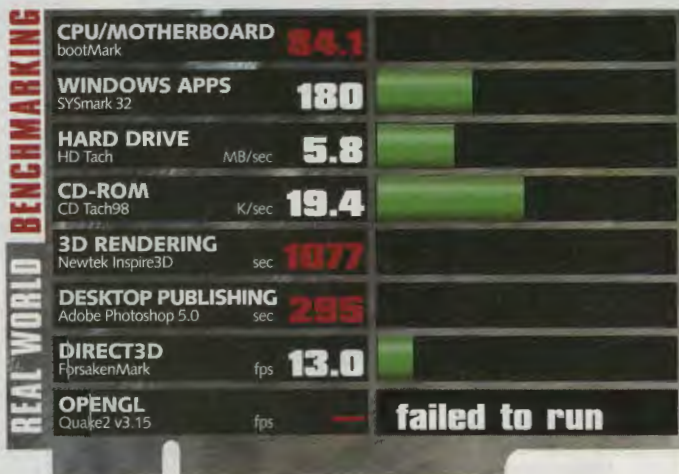 BENCHMARKING
CPU/MOTHERBOARD 84.1
bootMark
WINDOWS APPS 180
SYSmark 32
HARD DRIVE 5.8
HD Tach MB/sec
CD-ROM 19.4
CD Tach98 K/sec
REAL WORLD
3D RENDERING 1077
Newtek Inspire3D sec
DESKTOP PUBLISHING 295
Adobe Photoshop 5.0 sec
DIRECT3D 13.0
ForsakenMark fps
OPENGL — failed to run
Quake2 v3.15 fps